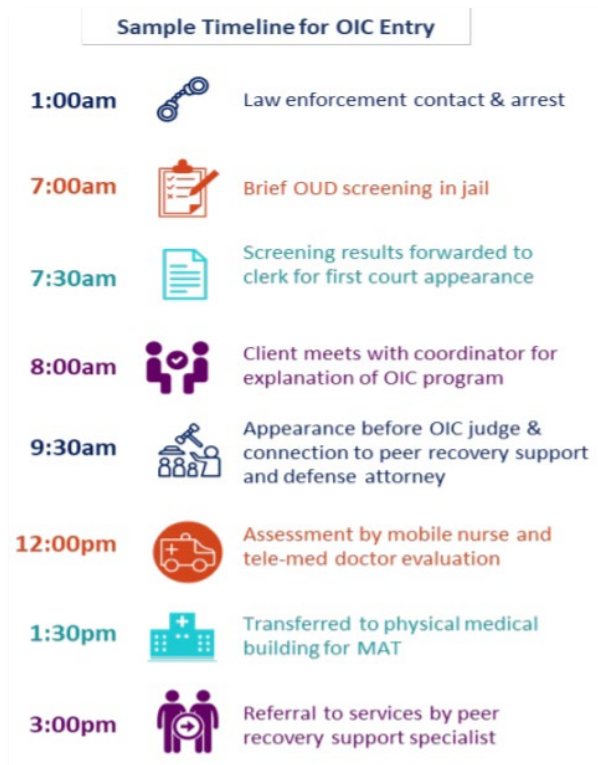 Sample Timeline for OIC Entry
1:00am
Law enforcement contact & arrest
7:00am
Brief OUD screening in jail
7:30am
Screening results forwarded to
clerk for first court appearance
8:00am
Client meets with coordinator for
explanation of OIC program
9:30am
Appearance before OIC judge &
connection to peer recovery support
and defense attorney
12:00pm
Assessment by mobile nurse and
tele-med doctor evaluation
1:30pm
Transferred to physical medical
building for MAT
3:00pm
Referral to services by peer
recovery support specialist